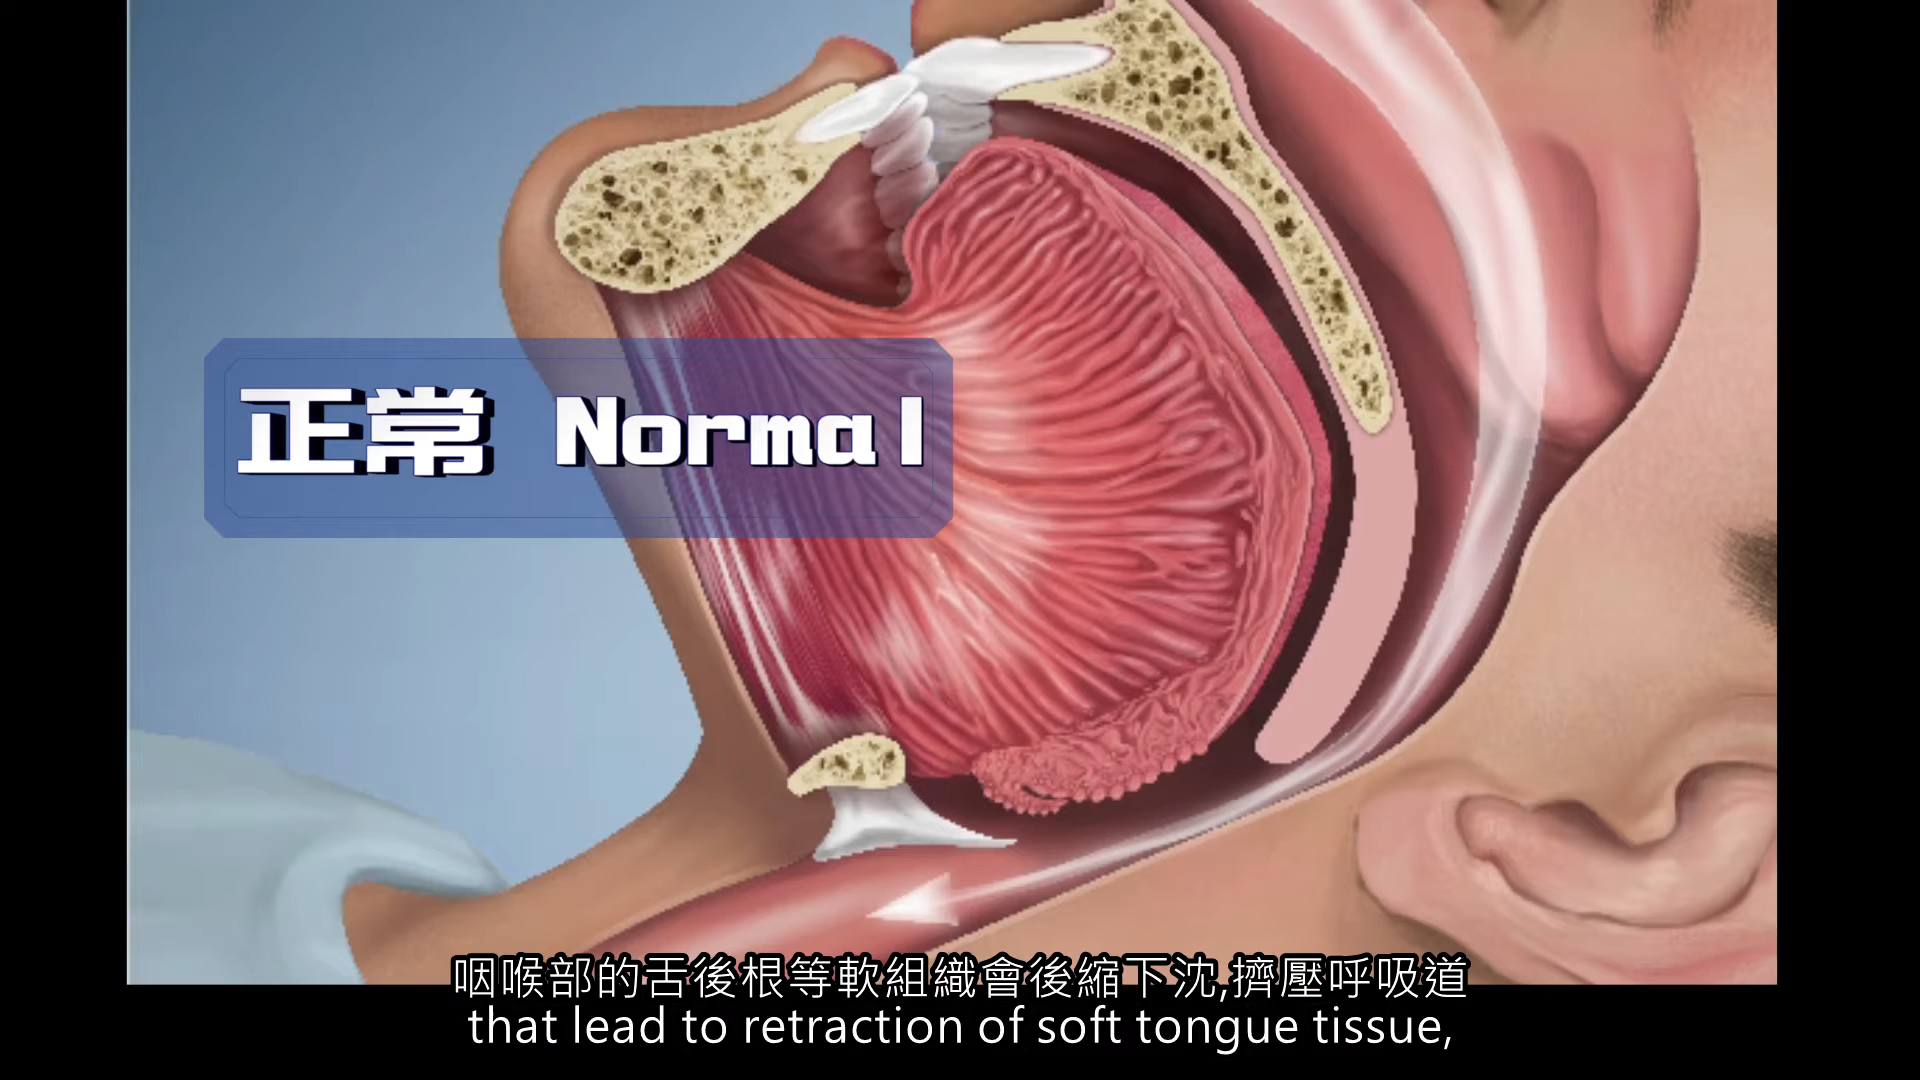 正常 Normal
咽喉部的舌後根等軟組織會後縮下沈,擠壓呼吸道
that lead to retraction of soft tongue tissue,